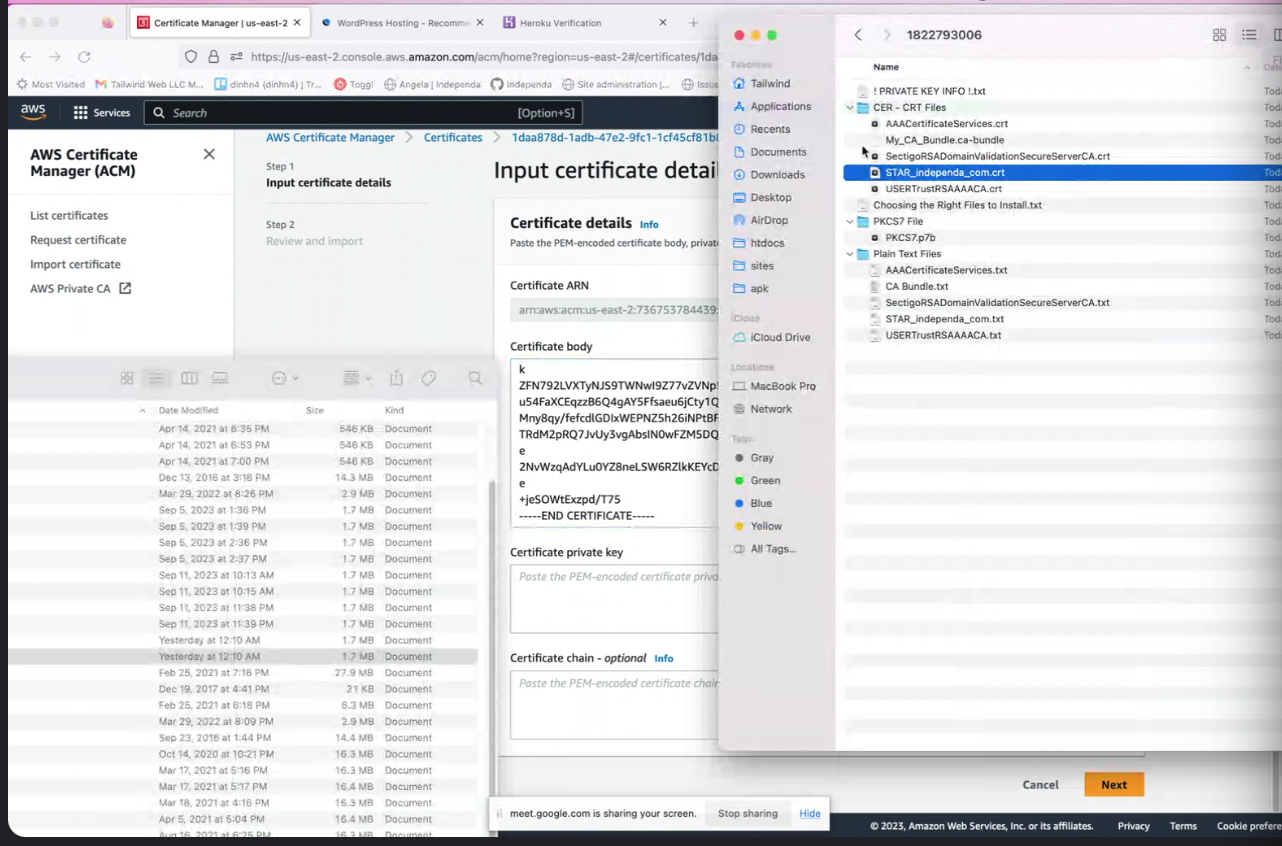 Certificate Manager | us-east-2
WordPress Hosting - Recomme
Heroku Verification
https://us-east-2.console.aws.amazon.com/acm/home?region=us-east-2#/certificates/1da
Most Visited
Tailwind Web LLC M...
dinhn4 (dinhn4) | Tr...
Toggl
Angela | Independa
Independa
Site administration |...
Issue
aws
Services
Search
[Option+S]
AWS Certificate Manager (ACM)
List certificates
Request certificate
Import certificate
AWS Private CA
AWS Certificate Manager
Certificates
1daa878d-1adb-47e2-9fc1-1cf45cf81b
Step 1
Input certificate details
Step 2
Review and import
Input certificate detai
Certificate details Info
Paste the PEM-encoded certificate body, privat
Certificate ARN
arn:aws:acm:us-east-2:736753784439:
Certificate body
k
ZFN792LVXTyNJS9TWNwI9Z77vZVNp
u54FaXCEqzzB6Q4gAY5Ffsaeu6jCty1Q
Mny8qy/fefcdlGDIxWEPNZ5h26iNPtBF
TRdM2pRQ7JvUy3vgAbsIN0wFZM5DQ
e
2NvWzqAdYLu0YZ8neLSW6RZlkKEYcD
e
+jeSOWtExzpd/T75
-----END CERTIFICATE-----
Certificate private key
Paste the PEM-encoded certificate priva
Certificate chain - optional Info
Paste the PEM-encoded certificate chain
Cancel
Next
© 2023, Amazon Web Services, Inc. or its affiliates.
Privacy
Terms
Cookie prefere
meet.google.com is sharing your screen.
Stop sharing
Hide
Date Modified Size Kind
Apr 14, 2021 at 6:35 PM 546 KB Document
Apr 14, 2021 at 6:53 PM 546 KB Document
Apr 14, 2021 at 7:00 PM 546 KB Document
Dec 13, 2016 at 3:18 PM 14.3 MB Document
Mar 29, 2022 at 8:26 PM 2.9 MB Document
Sep 5, 2023 at 1:36 PM 1.7 MB Document
Sep 5, 2023 at 1:39 PM 1.7 MB Document
Sep 5, 2023 at 2:36 PM 1.7 MB Document
Sep 5, 2023 at 2:37 PM 1.7 MB Document
Sep 11, 2023 at 10:13 AM 1.7 MB Document
Sep 11, 2023 at 10:15 AM 1.7 MB Document
Sep 11, 2023 at 11:38 PM 1.7 MB Document
Sep 11, 2023 at 11:39 PM 1.7 MB Document
Yesterday at 12:10 AM 1.7 MB Document
Yesterday at 12:10 AM 1.7 MB Document
Feb 25, 2021 at 7:16 PM 27.9 MB Document
Dec 19, 2017 at 4:41 PM 21 KB Document
Feb 25, 2021 at 6:18 PM 6.3 MB Document
Mar 29, 2022 at 8:09 PM 2.9 MB Document
Sep 23, 2016 at 1:44 PM 14.4 MB Document
Oct 14, 2020 at 10:21 PM 16.3 MB Document
Mar 17, 2021 at 5:16 PM 16.3 MB Document
Mar 17, 2021 at 5:17 PM 16.4 MB Document
Mar 18, 2021 at 4:16 PM 16.3 MB Document
Apr 5, 2021 at 5:04 PM 16.4 MB Document
Aug 16, 2021 at 6:25 PM 16.3 MB Document
1822793006
Favorites
Tailwind
Applications
Recents
Documents
Downloads
Desktop
AirDrop
htdocs
sites
apk
iCloud
iCloud Drive
Locations
MacBook Pro
Network
Tags
Gray
Green
Blue
Yellow
All Tags...
Name
! PRIVATE KEY INFO !.txt Toda
CER - CRT Files Toda
AAACertificateServices.crt Toda
My_CA_Bundle.ca-bundle Toda
SectigoRSADomainValidationSecureServerCA.crt Toda
STAR_independa_com.crt Toda
USERTrustRSAAAACA.crt Toda
Choosing the Right Files to Install.txt Toda
PKCS7 File Toda
PKCS7.p7b Toda
Plain Text Files Toda
AAACertificateServices.txt Toda
CA Bundle.txt Toda
SectigoRSADomainValidationSecureServerCA.txt Toda
STAR_independa_com.txt Toda
USERTrustRSAAAACA.txt Toda